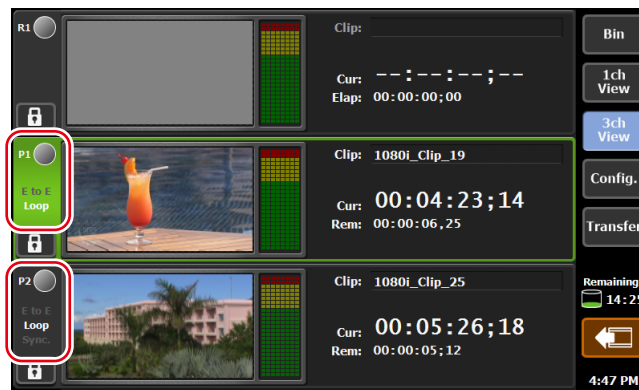 R1
Clip:
Cur: --:--:--;--
Elap: 00:00:00;00
P1
E to E
Loop
Clip: 1080i_Clip_19
Cur: 00:04:23;14
Rem: 00:00:06,25
P2
E to E
Loop
Sync.
Clip: 1080i_Clip_25
Cur: 00:05:26;18
Rem: 00:00:05;12
Bin
1ch
View
3ch
View
Config.
Transfer
Remaining
14:25
4:47 PM